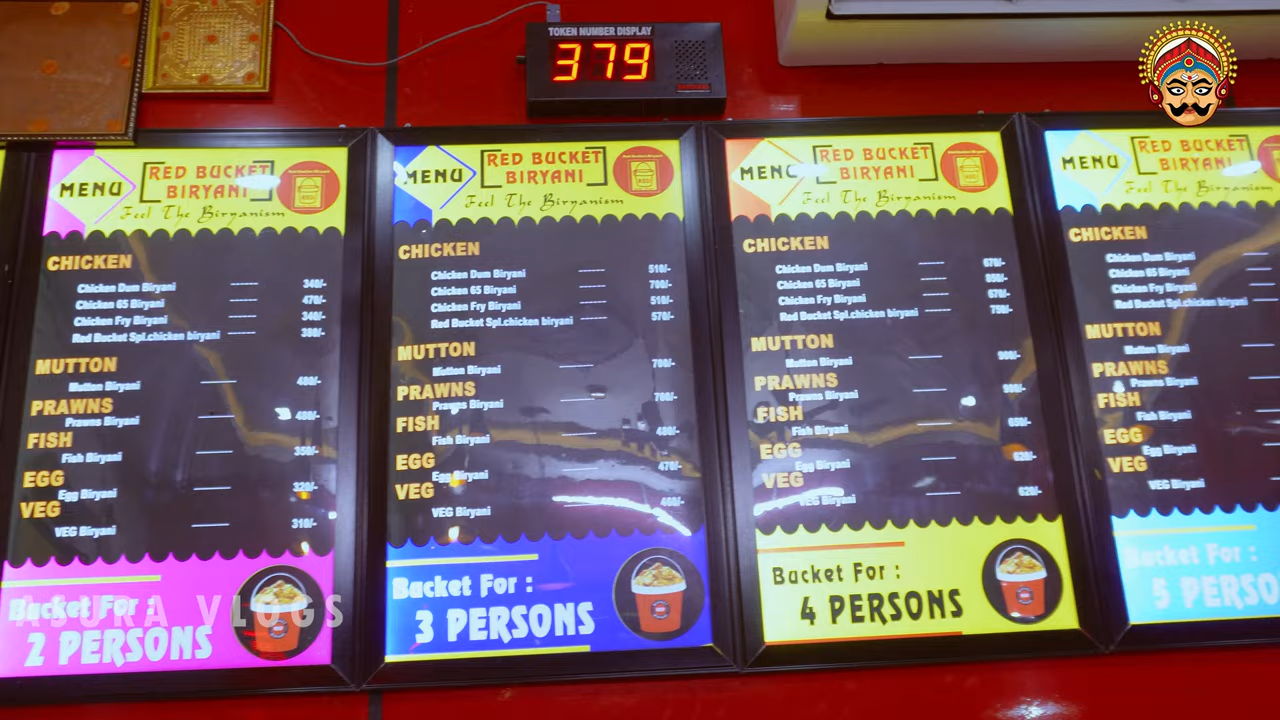 TOKEN NUMBER DISPLAY
379
MENU
RED BUCKET
BIRYANI
Feel The Biryanism
CHICKEN
Chicken Dum Biryani ------ 340/-
Chicken 65 Biryani ------ 470/-
Chicken Fry Biryani ------ 340/-
Red Bucket Spl.chicken biryani ------ 380/-
MUTTON
Mutton Biryani 480/-
PRAWNS
Prawns Biryani 480/-
FISH
Fish Biryani 350/-
EGG
Egg Biryani 320/-
VEG
VEG Biryani 310/-
Bucket For :
2 PERSONS
ASURA VLOGS
MENU
RED BUCKET
BIRYANI
Feel The Biryanism
CHICKEN
Chicken Dum Biryani ------ 510/-
Chicken 65 Biryani ------ 700/-
Chicken Fry Biryani ------ 510/-
Red Bucket Spl.chicken biryani ------ 570/-
MUTTON
Mutton Biryani 700/-
PRAWNS
Prawns Biryani 700/-
FISH
Fish Biryani 480/-
EGG
Egg Biryani 470/-
VEG
VEG Biryani 460/-
Bucket For :
3 PERSONS
MENU
RED BUCKET
BIRYANI
Feel The Biryanism
CHICKEN
Chicken Dum Biryani ------ 670/-
Chicken 65 Biryani ------
Chicken Fry Biryani ------ 670/-
Red Bucket Spl.chicken biryani ------ 750/-
MUTTON
Mutton Biryani
PRAWNS
Prawns Biryani
FISH
Fish Biryani 650/-
EGG
Egg Biryani 620/-
VEG
VEG Biryani 620/-
Bucket For :
4 PERSONS
MENU
RED BUCKET
BIRYANI
Feel The Biryanism
CHICKEN
Chicken Dum Biryani ------
Chicken 65 Biryani ------
Chicken Fry Biryani ------
Red Bucket Spl.chicken biryani ------
MUTTON
Mutton Biryani
PRAWNS
Prawns Biryani
FISH
Fish Biryani
EGG
Egg Biryani
VEG
VEG Biryani
Bucket For :
5 PERSO